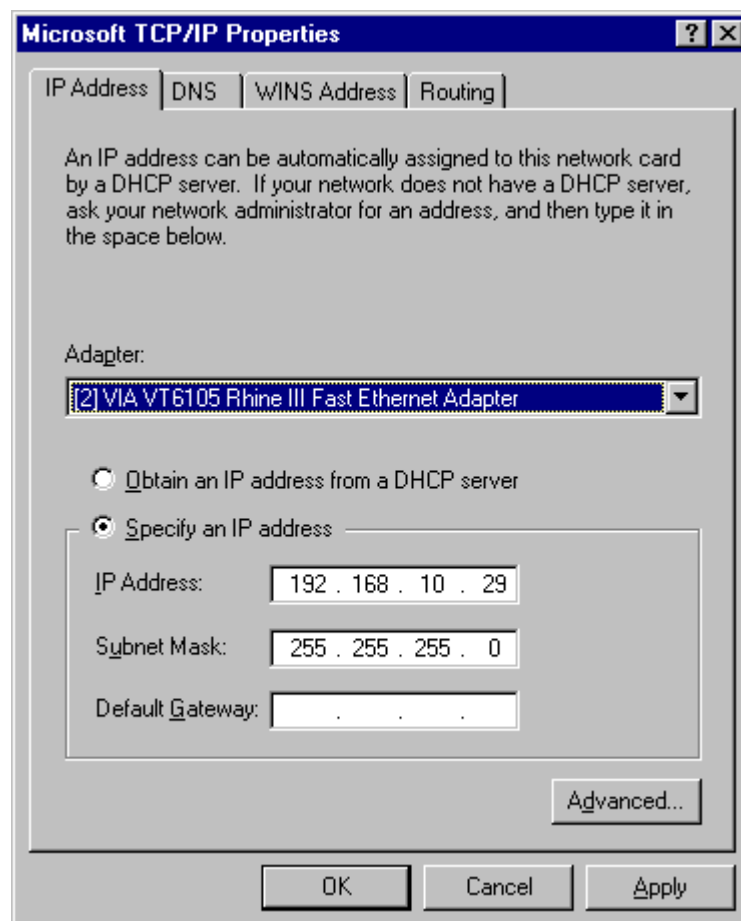 Microsoft TCP/IP Properties
IP Address DNS WINS Address Routing
An IP address can be automatically assigned to this network card
by a DHCP server. If your network does not have a DHCP server,
ask your network administrator for an address, and then type it in
the space below.
Adapter:
[2] VIA VT6105 Rhine III Fast Ethernet Adapter
Obtain an IP address from a DHCP server
Specify an IP address
IP Address: 192 . 168 . 10 . 29
Subnet Mask: 255 . 255 . 255 . 0
Default Gateway: . . .
Advanced...
OK Cancel Apply